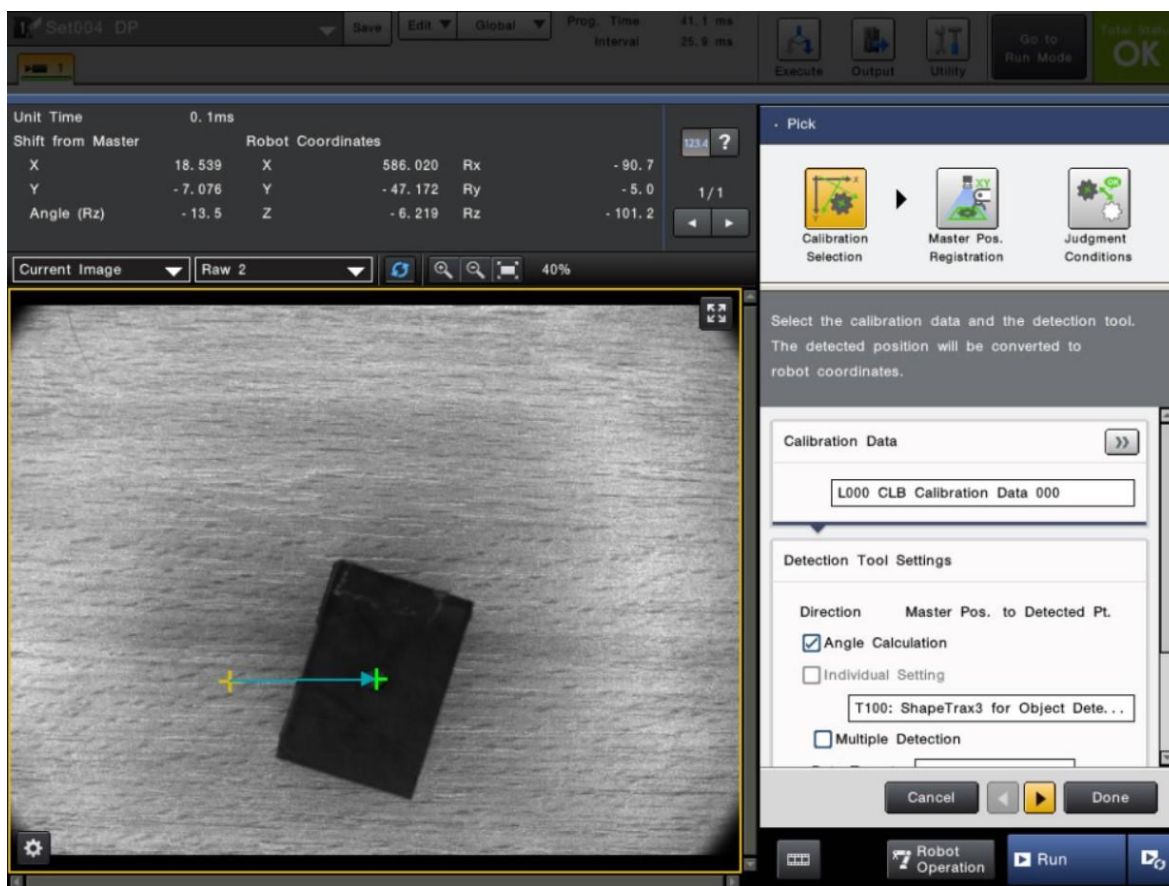 1 Set004 DP
Save
Edit
Global
Prog. Time 41.1 ms
Interval 25.9 ms
Execute
Output
Utility
Go to
Run Mode
OK
1
Unit Time 0.1ms
Shift from Master Robot Coordinates
X 18.539 X 586.020 Rx -90.7
Y -7.076 Y -47.172 Ry -5.0
Angle (Rz) -13.5 Z -6.219 Rz -101.2
123.4 ?
1/1
Current Image
Raw 2
40%
· Pick
XY
OK
Calibration
Selection
Master Pos.
Registration
Judgment
Conditions
Select the calibration data and the detection tool.
The detected position will be converted to
robot coordinates.
Calibration Data
L000 CLB Calibration Data 000
Detection Tool Settings
Direction Master Pos. to Detected Pt.
Angle Calculation
Individual Setting
T100: ShapeTrax3 for Object Dete...
Multiple Detection
Cancel
Done
Robot
Operation
Run